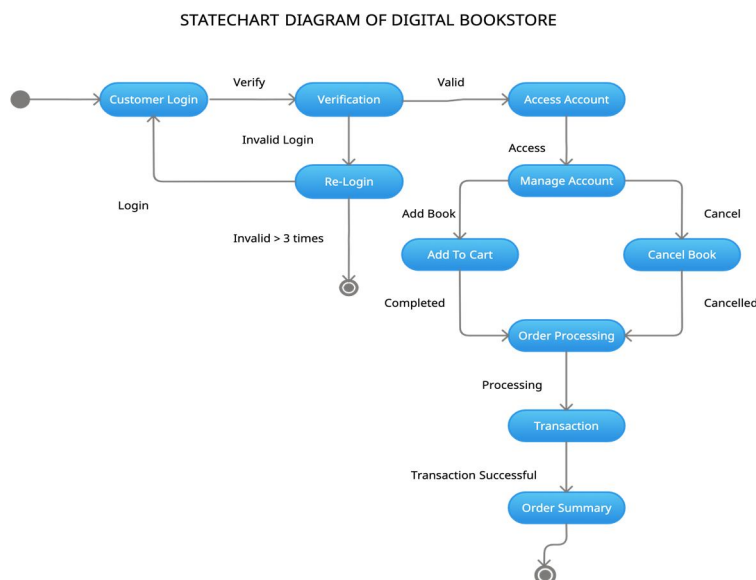 STATECHART DIAGRAM OF DIGITAL BOOKSTORE
Verify
Valid
Customer Login
Verification
Access Account
Invalid Login
Access
Re-Login
Manage Account
Login
Add Book
Cancel
Invalid > 3 times
Add To Cart
Cancel Book
Completed
Cancelled
Order Processing
Processing
Transaction
Transaction Successful
Order Summary